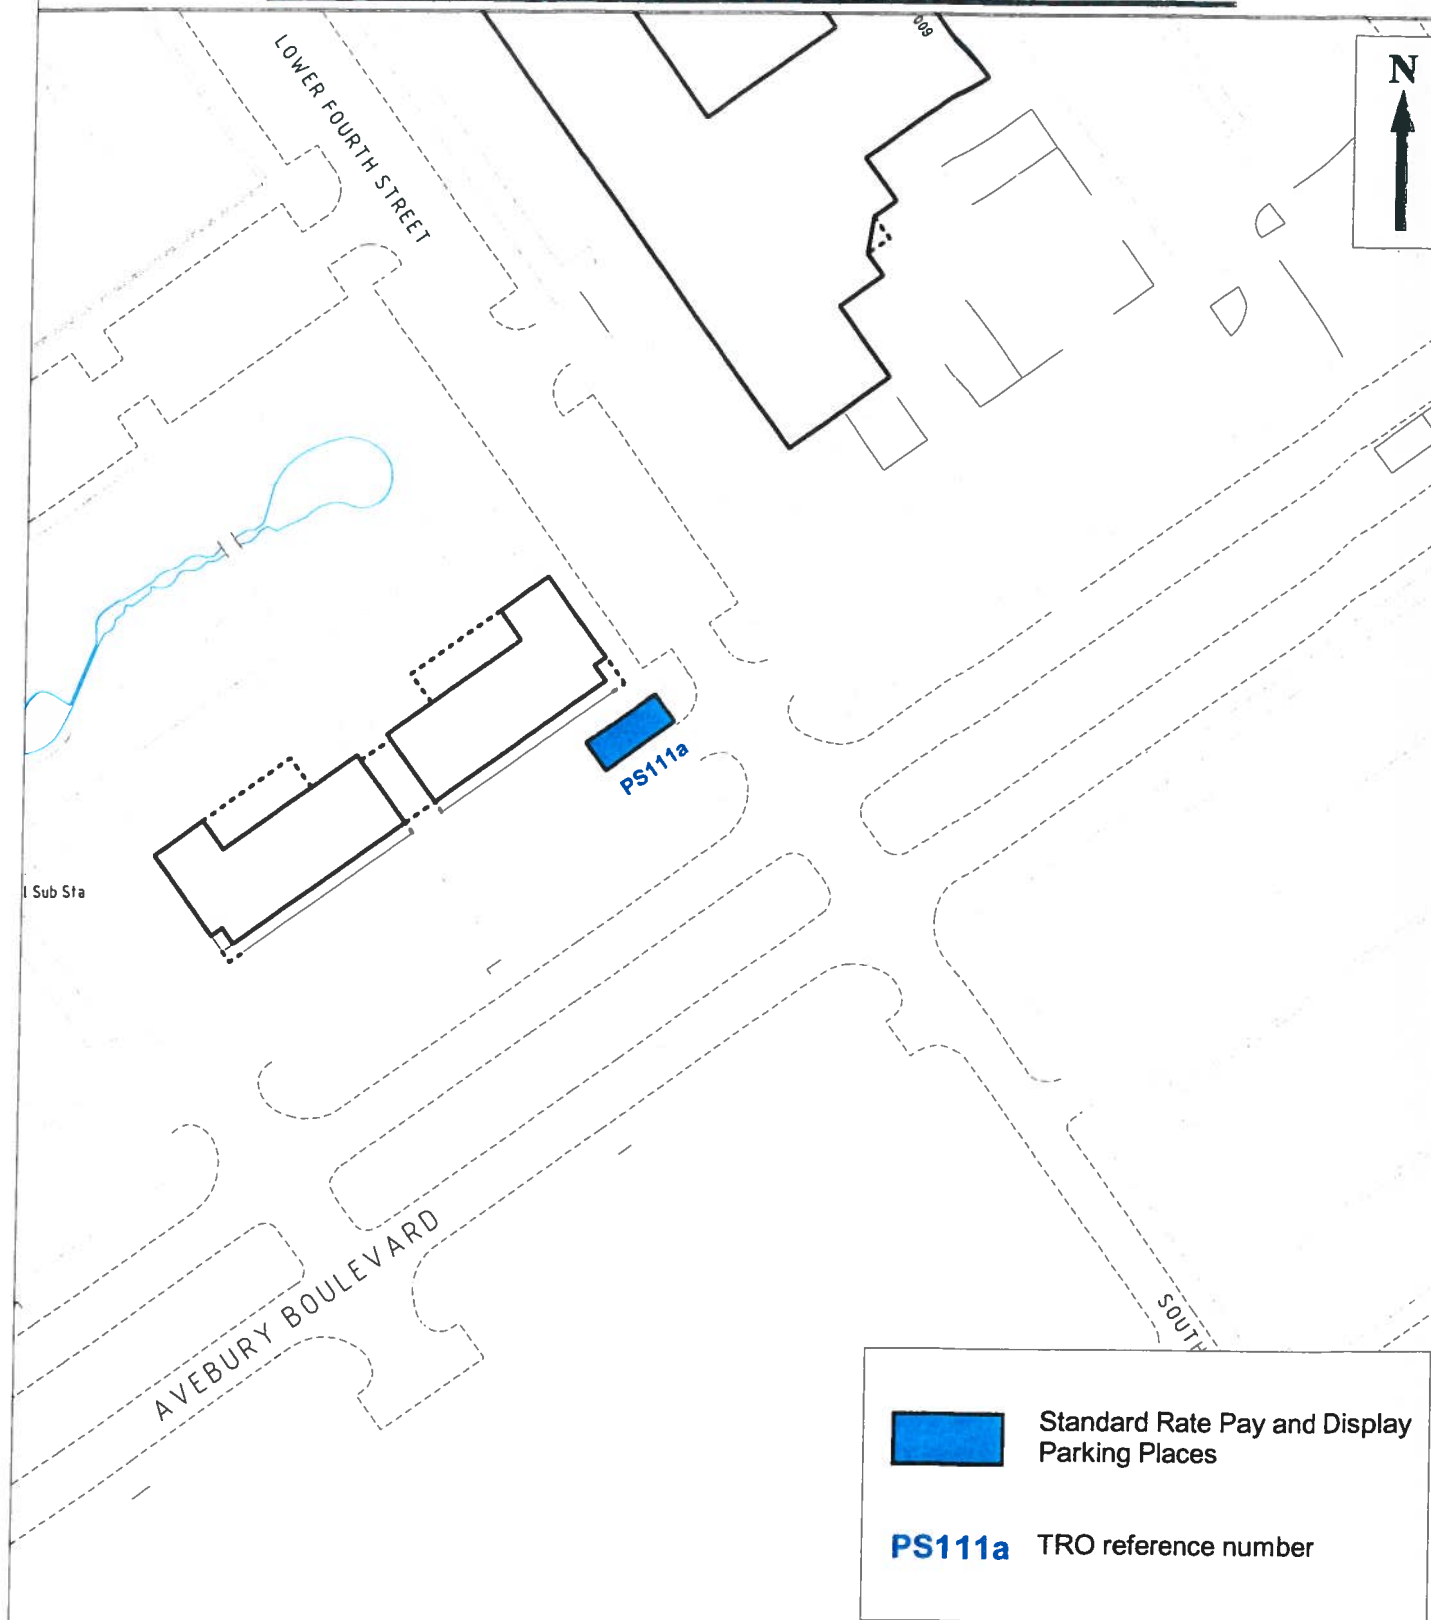 009
N
LOWER FOURTH STREET
PS111a
l Sub Sta
AVEBURY BOULEVARD
SOUTH
Standard Rate Pay and Display
Parking Places
PS111a TRO reference number